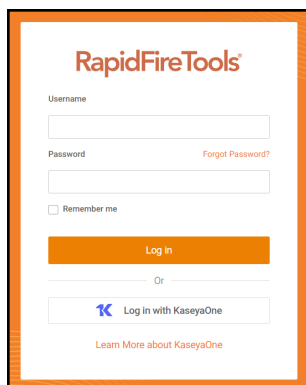 RapidFireTools®
Username
Password Forgot Password?
Remember me
Log in
Or
Log in with KaseyaOne
Learn More about KaseyaOne